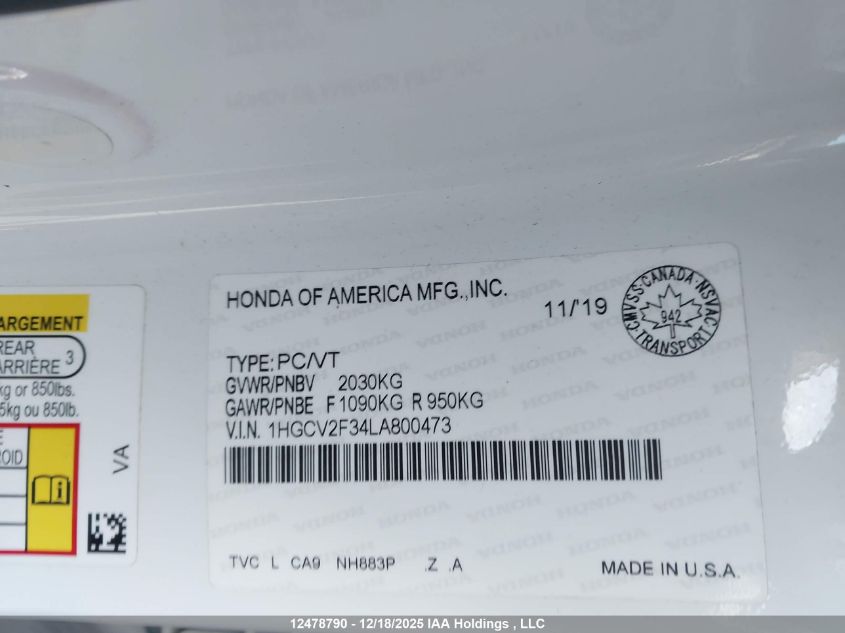 ARGEMENT
REAR
ARRIÈRE 3
kg or 850lbs.
5kg ou 850lb.
VA
HONDA OF AMERICA MFG.,INC.
11/'19
CMVSS·CANADA·NSVAC
942
TRANSPORT
TYPE: PC/VT
GVWR/PNBV 2030KG
GAWR/PNBE F 1090KG R 950KG
V.I.N. 1HGCV2F34LA800473
TVC L CA9 NH883P .Z .A
MADE IN U.S.A.
12478790 - 12/18/2025 IAA Holdings , LLC